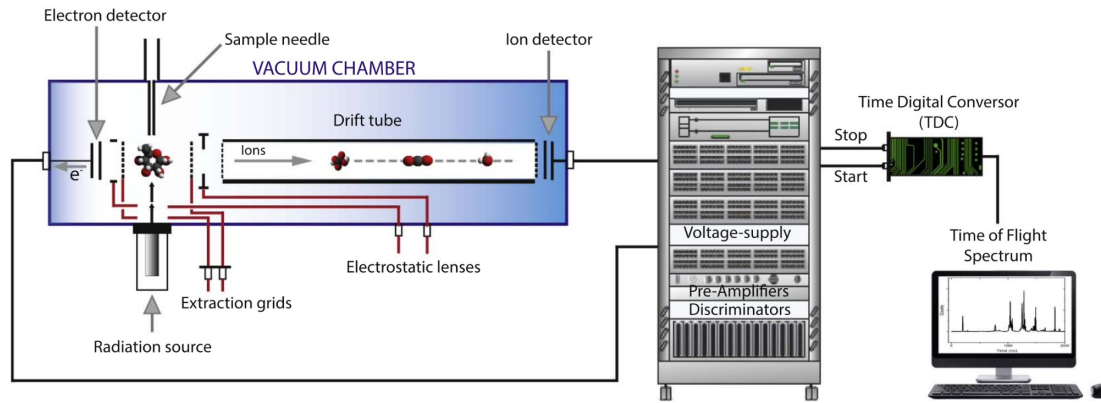 Electron detector
Sample needle
Ion detector
VACUUM CHAMBER
Drift tube
Ions
e-
Electrostatic lenses
Extraction grids
Radiation source
Voltage-supply
Pre-Amplifiers
Discriminators
Time Digital Conversor
(TDC)
Stop
Start
Time of Flight
Spectrum